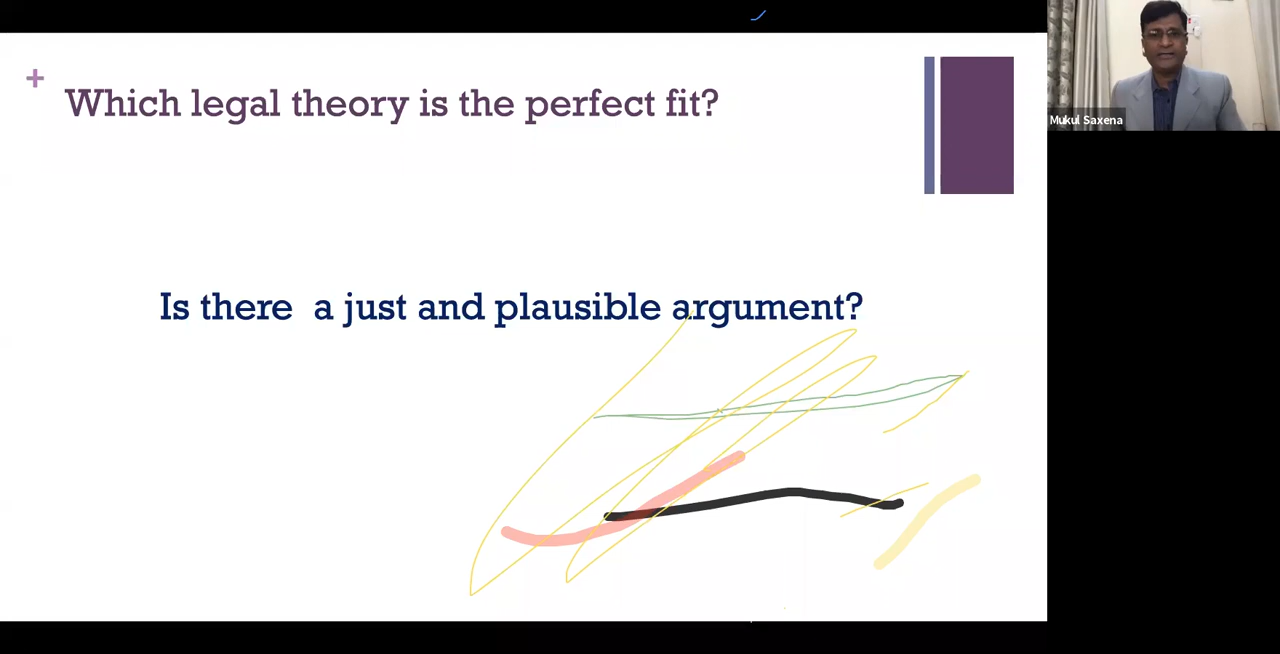 +
Which legal theory is the perfect fit?
Is there a just and plausible argument?
Mukul Saxena